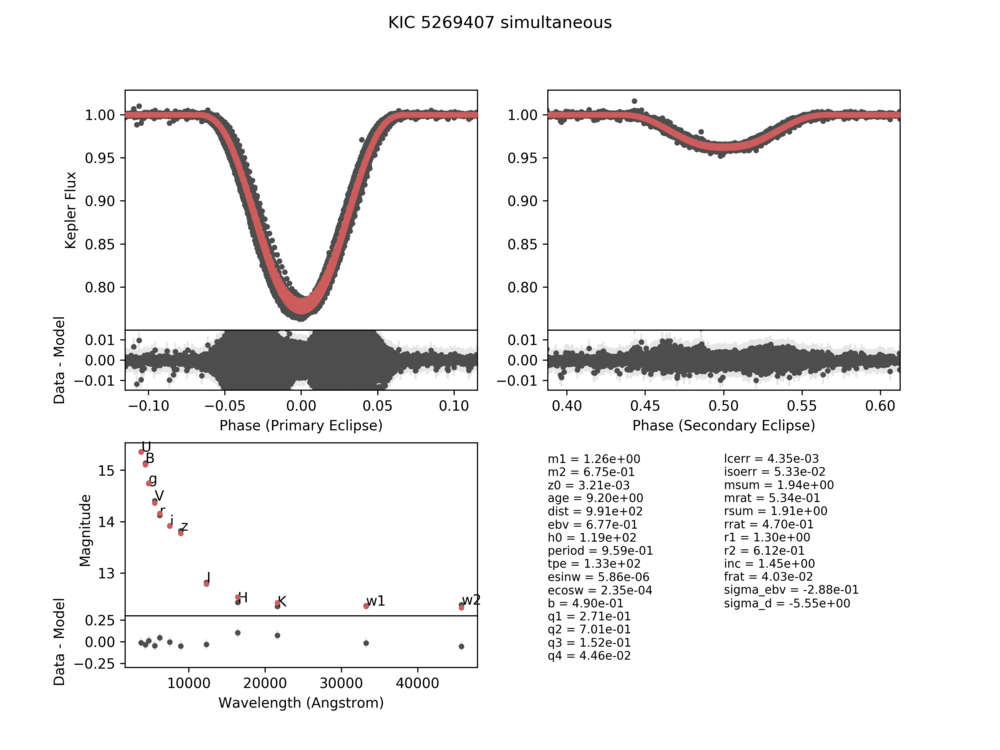 KIC 5269407 simultaneous
1.00
0.95
0.90
0.85
0.80
Kepler Flux
0.01
0.00
−0.01
Data - Model
−0.10 −0.05 0.00 0.05 0.10
Phase (Primary Eclipse)
1.00
0.95
0.90
0.85
0.80
0.01
0.00
−0.01
0.40 0.45 0.50 0.55 0.60
Phase (Secondary Eclipse)
15
14
13
Magnitude
U
B
g
V
r
i
z
J
H
K
w1
w2
0.25
0.00
−0.25
Data - Model
10000 20000 30000 40000
Wavelength (Angstrom)
m1 = 1.26e+00
m2 = 6.75e-01
z0 = 3.21e-03
age = 9.20e+00
dist = 9.91e+02
ebv = 6.77e-01
h0 = 1.19e+02
period = 9.59e-01
tpe = 1.33e+02
esinw = 5.86e-06
ecosw = 2.35e-04
b = 4.90e-01
q1 = 2.71e-01
q2 = 7.01e-01
q3 = 1.52e-01
q4 = 4.46e-02
lcerr = 4.35e-03
isoerr = 5.33e-02
msum = 1.94e+00
mrat = 5.34e-01
rsum = 1.91e+00
rrat = 4.70e-01
r1 = 1.30e+00
r2 = 6.12e-01
inc = 1.45e+00
frat = 4.03e-02
sigma_ebv = -2.88e-01
sigma_d = -5.55e+00